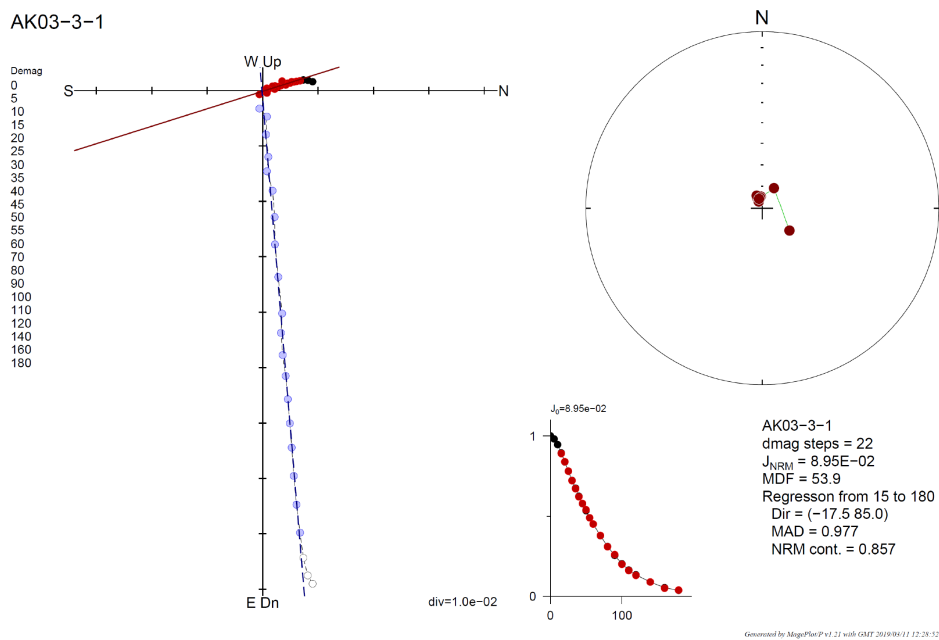 AK03−3−1
Demag
0
5
10
15
20
25
30
35
40
45
50
55
60
70
80
90
100
110
120
140
160
180
W Up
S
N
E Dn
div=1.0e−02
N
J0=8.95e−02
1
0
0
100
AK03−3−1
dmag steps = 22
JNRM = 8.95E−02
MDF = 53.9
Regresson from 15 to 180
Dir = (−17.5 85.0)
MAD = 0.977
NRM cont. = 0.857
Generated by MagePlot/P v1.21 with GMT 2019/03/11 12:28:52